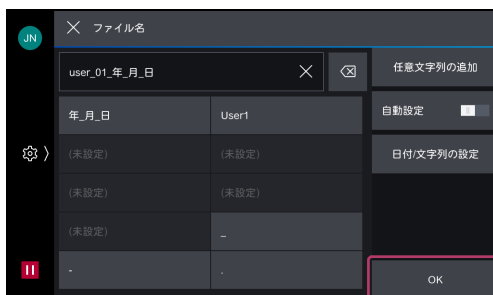 JN
ファイル名
user_01_年_月_日
任意文字列の追加
年_月_日
User1
自動設定
(未設定)
(未設定)
日付/文字列の設定
(未設定)
(未設定)
(未設定)
_
-
.
OK